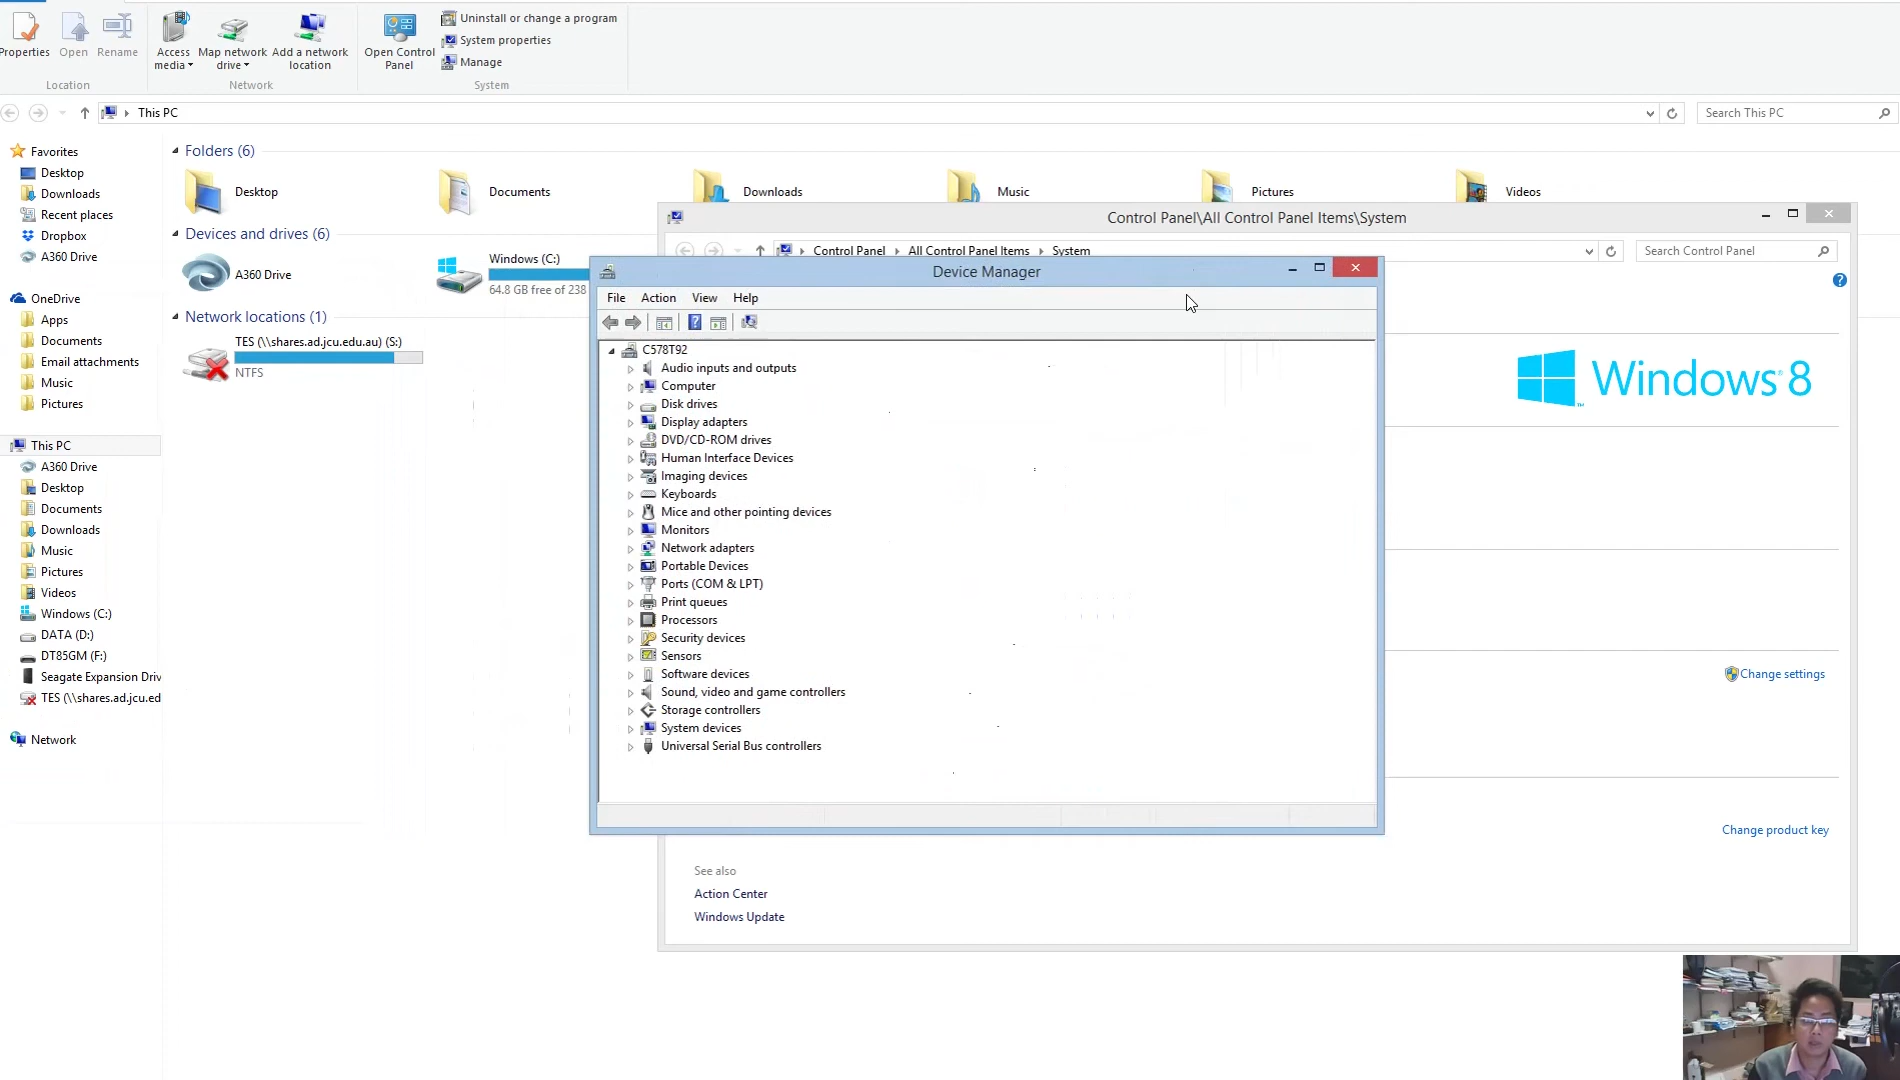 Properties
Open
Rename
Location
Access media
Map network drive
Add a network location
Network
Open Control Panel
Uninstall or change a program
System properties
Manage
System
This PC
Search This PC
Favorites
Desktop
Downloads
Recent places
Dropbox
A360 Drive
OneDrive
Apps
Documents
Email attachments
Music
Pictures
This PC
A360 Drive
Desktop
Documents
Downloads
Music
Pictures
Videos
Windows (C:)
DATA (D:)
DT85GM (F:)
Seagate Expansion Driv
TES (\\shares.ad.jcu.ed
Network
Folders (6)
Desktop
Documents
Downloads
Music
Pictures
Videos
Devices and drives (6)
A360 Drive
Windows (C:)
64.8 GB free of 238
Network locations (1)
TES (\\shares.ad.jcu.edu.au) (S:)
NTFS
Control Panel\All Control Panel Items\System
Control Panel
All Control Panel Items
System
Search Control Panel
Windows 8
Change settings
Change product key
See also
Action Center
Windows Update
Device Manager
File Action View Help
C578T92
Audio inputs and outputs
Computer
Disk drives
Display adapters
DVD/CD-ROM drives
Human Interface Devices
Imaging devices
Keyboards
Mice and other pointing devices
Monitors
Network adapters
Portable Devices
Ports (COM & LPT)
Print queues
Processors
Security devices
Sensors
Software devices
Sound, video and game controllers
Storage controllers
System devices
Universal Serial Bus controllers